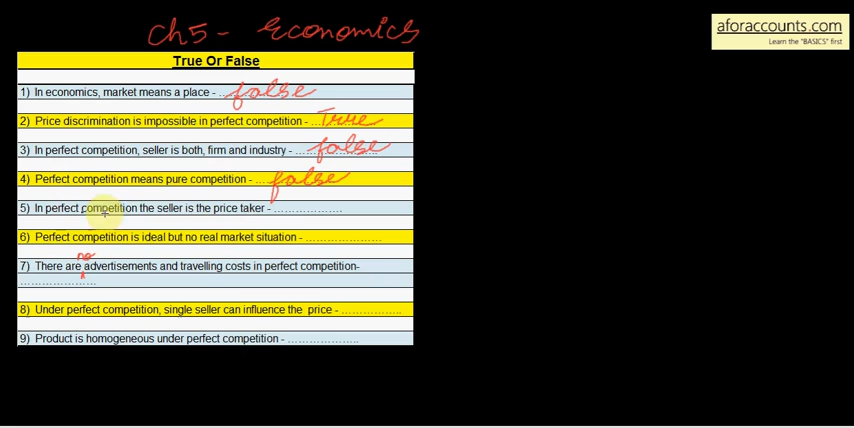 Ch5 - Economics
aforaccounts.com
Learn the "BASICS" first
True Or False
1) In economics, market means a place - ... false
2) Price discrimination is impossible in perfect competition - ... True
3) In perfect competition, seller is both, firm and industry - ... false
4) Perfect competition means pure competition - ... false
5) In perfect competition the seller is the price taker - ..................
6) Perfect competition is ideal but no real market situation - .....................
no
7) There are advertisements and travelling costs in perfect competition-
.....................
8) Under perfect competition, single seller can influence the price - ................
9) Product is homogeneous under perfect competition - ...................